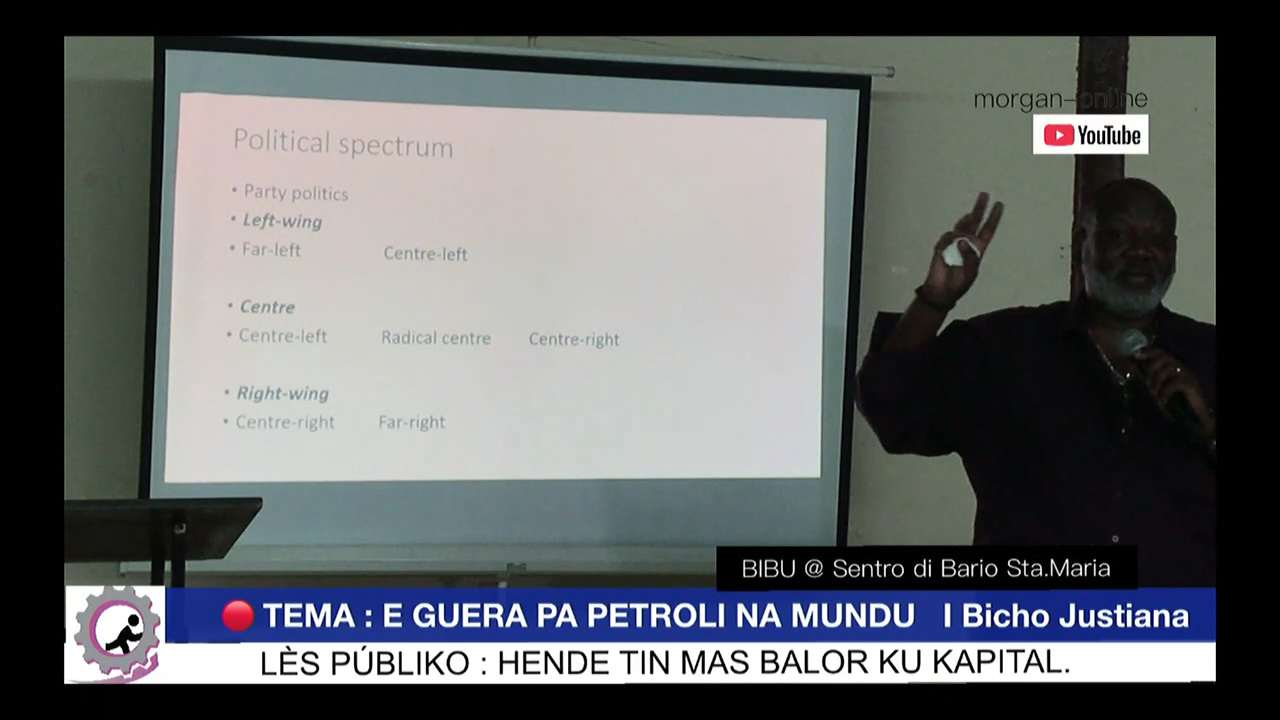 morgan-online
YouTube
Political spectrum
• Party politics
• Left-wing
• Far-left Centre-left
• Centre
• Centre-left Radical centre Centre-right
• Right-wing
• Centre-right Far-right
BIBU @ Sentro di Bario Sta.Maria
TEMA : E GUERA PA PETROLI NA MUNDU I Bicho Justiana
LÈS PÚBLIKO : HENDE TIN MAS BALOR KU KAPITAL.